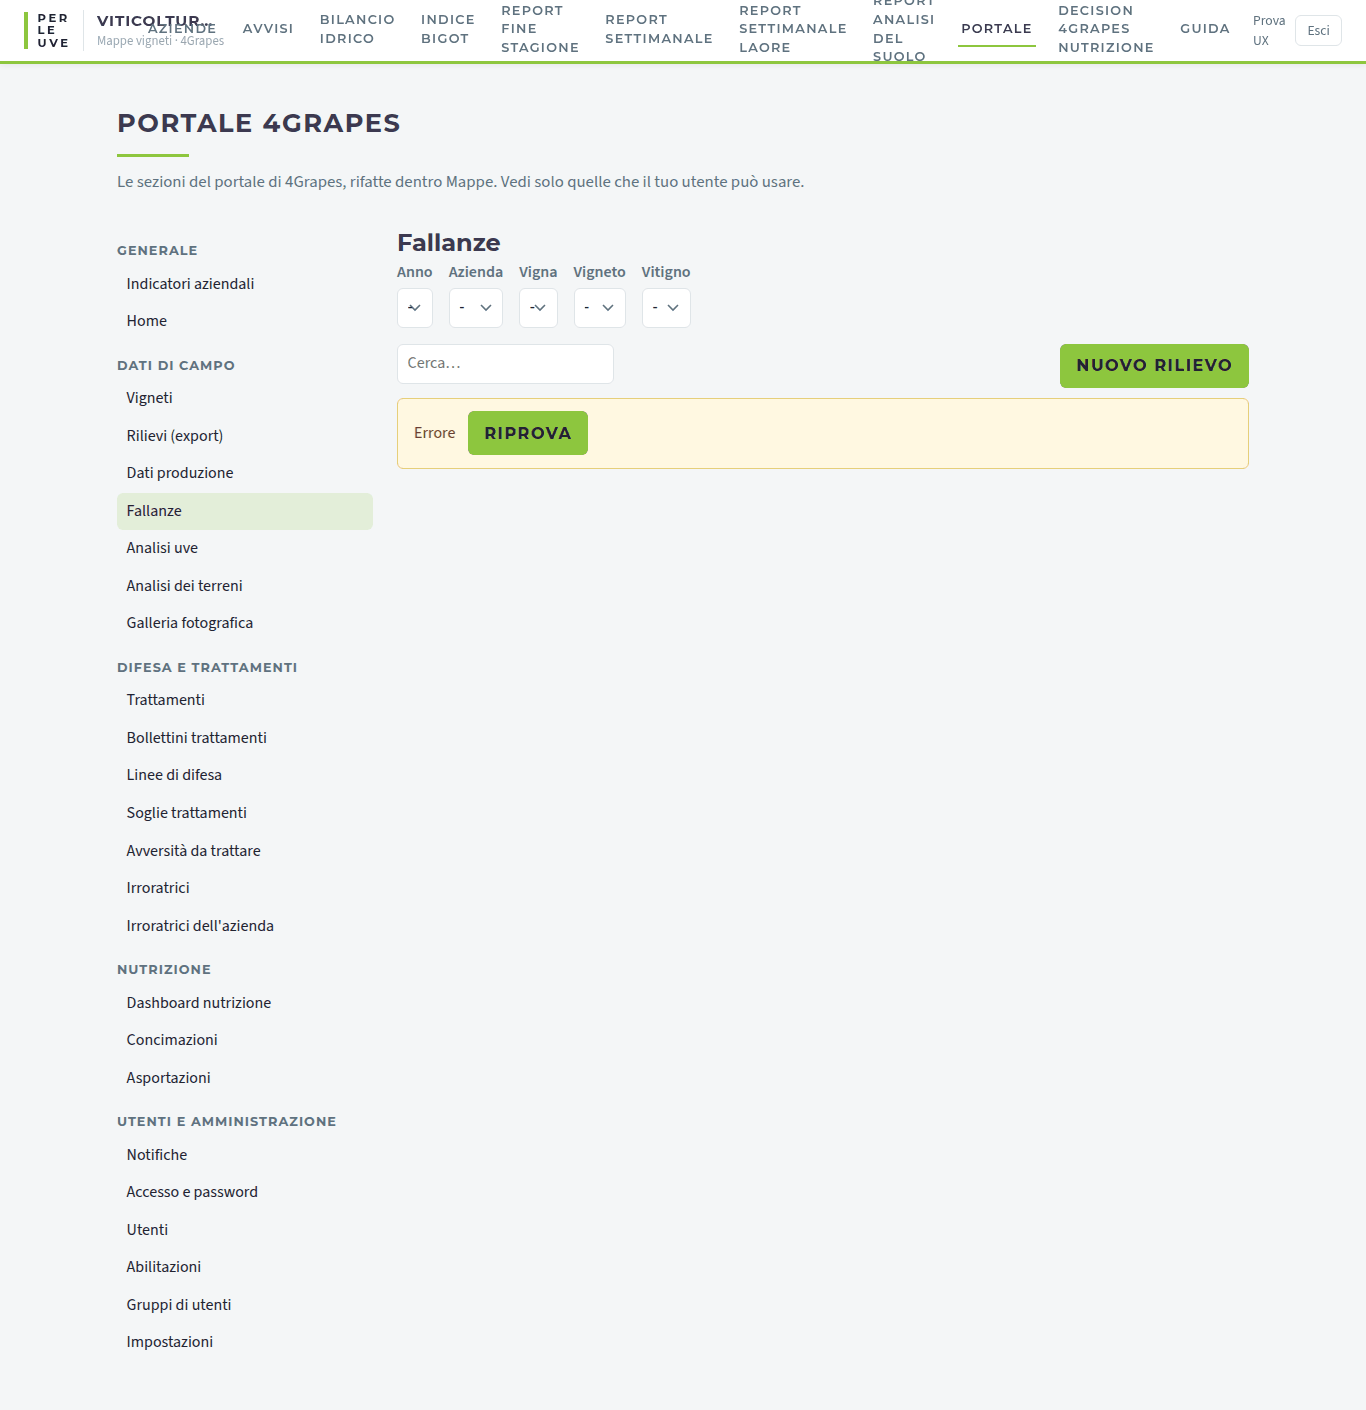 PER
LE
UVE
VITICOLTUR...
Mappe vigneti · 4Grapes
AZIENDE
AVVISI
BILANCIO
IDRICO
INDICE
BIGOT
REPORT
FINE
STAGIONE
REPORT
SETTIMANALE
REPORT
SETTIMANALE
LAORE
REPORT
ANALISI
DEL
SUOLO
PORTALE
DECISION
4GRAPES
NUTRIZIONE
GUIDA
Prova
UX
Esci
PORTALE 4GRAPES
Le sezioni del portale di 4Grapes, rifatte dentro Mappe. Vedi solo quelle che il tuo utente può usare.
GENERALE
Indicatori aziendali
Home
DATI DI CAMPO
Vigneti
Rilievi (export)
Dati produzione
Fallanze
Analisi uve
Analisi dei terreni
Galleria fotografica
DIFESA E TRATTAMENTI
Trattamenti
Bollettini trattamenti
Linee di difesa
Soglie trattamenti
Avversità da trattare
Irroratrici
Irroratrici dell'azienda
NUTRIZIONE
Dashboard nutrizione
Concimazioni
Asportazioni
UTENTI E AMMINISTRAZIONE
Notifiche
Accesso e password
Utenti
Abilitazioni
Gruppi di utenti
Impostazioni
Fallanze
Anno Azienda Vigna Vigneto Vitigno
- - - - -
Cerca...
NUOVO RILIEVO
Errore RIPROVA